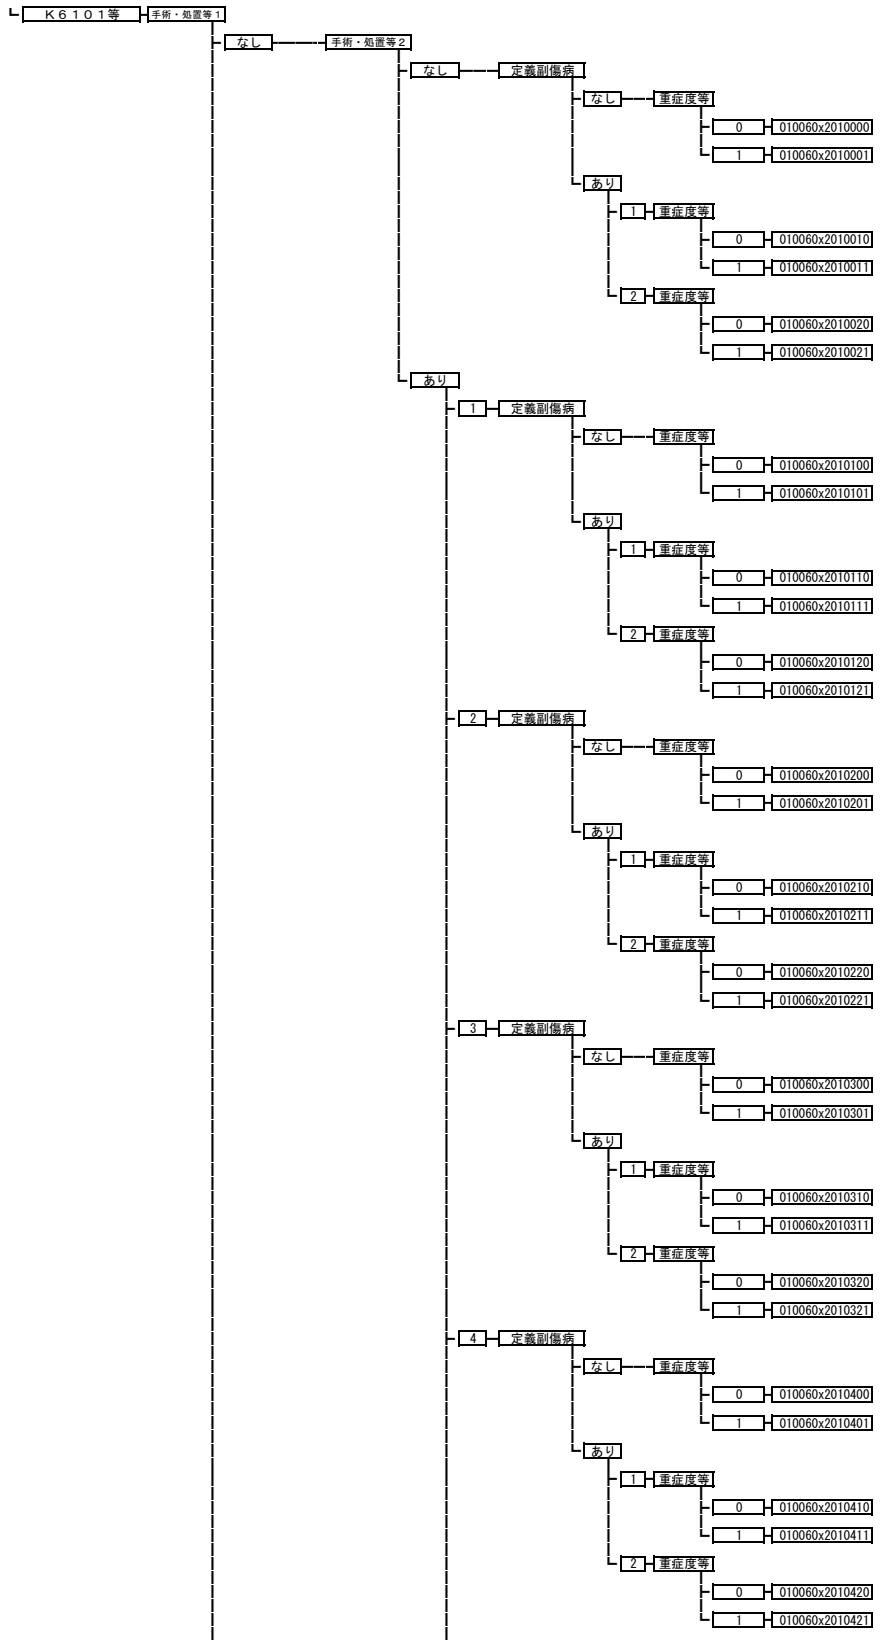 K6101等 手術・処置等1
なし 手術・処置等2
なし 定義副傷病
なし 重症度等
0 010060x2010000
1 010060x2010001
あり
1 重症度等
0 010060x2010010
1 010060x2010011
2 重症度等
0 010060x2010020
1 010060x2010021
あり
1 定義副傷病
なし 重症度等
0 010060x2010100
1 010060x2010101
あり
1 重症度等
0 010060x2010110
1 010060x2010111
2 重症度等
0 010060x2010120
1 010060x2010121
2 定義副傷病
なし 重症度等
0 010060x2010200
1 010060x2010201
あり
1 重症度等
0 010060x2010210
1 010060x2010211
2 重症度等
0 010060x2010220
1 010060x2010221
3 定義副傷病
なし 重症度等
0 010060x2010300
1 010060x2010301
あり
1 重症度等
0 010060x2010310
1 010060x2010311
2 重症度等
0 010060x2010320
1 010060x2010321
4 定義副傷病
なし 重症度等
0 010060x2010400
1 010060x2010401
あり
1 重症度等
0 010060x2010410
1 010060x2010411
2 重症度等
0 010060x2010420
1 010060x2010421